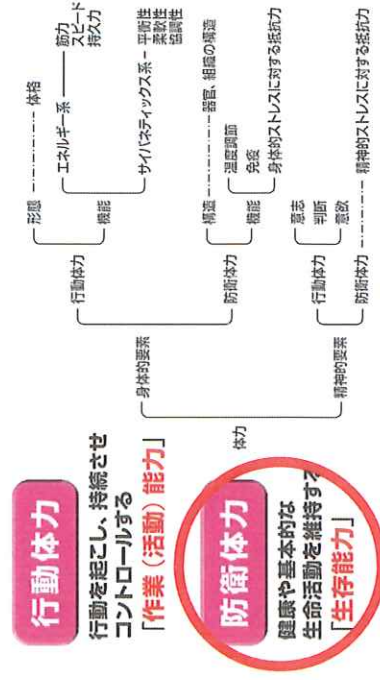 行動体力
行動を起こし、持続させ
コントロールする
「作業（活動）能力」
防衛体力
健康や基本的な
生命活動を維持する
「生存能力」
体力
身体的要素
行動体力
形態
体格
機能
エネルギー系
筋力
スピード
持久力
サイバネティックス系
平衡性
柔軟性
協調性
防衛体力
構造
器官、組織の構造
機能
温度調節
免疫
身体的ストレスに対する抵抗力
精神的要素
行動体力
意志
判断
意欲
防衛体力
精神的ストレスに対する抵抗力